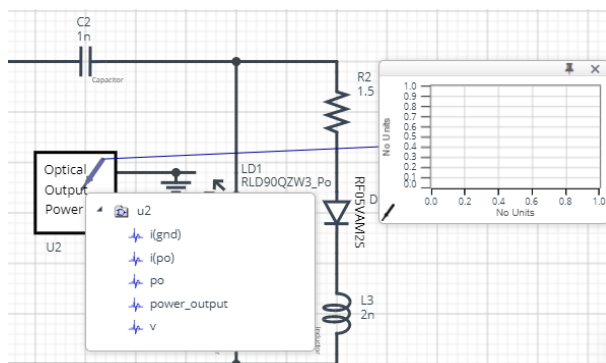 C2
1n
Capacitor
R2
1.5
Optical
Output
Power
U2
LD1
RLD90QZW3_Po
RF05VAM2S
D
u2
i(gnd)
i(po)
po
power_output
v
L3
2n
Inductor
No Units
1.0
0.9
0.8
0.7
0.6
0.5
0.4
0.3
0.2
0.1
0.0
0.0 0.2 0.4 0.6 0.8 1.0
No Units